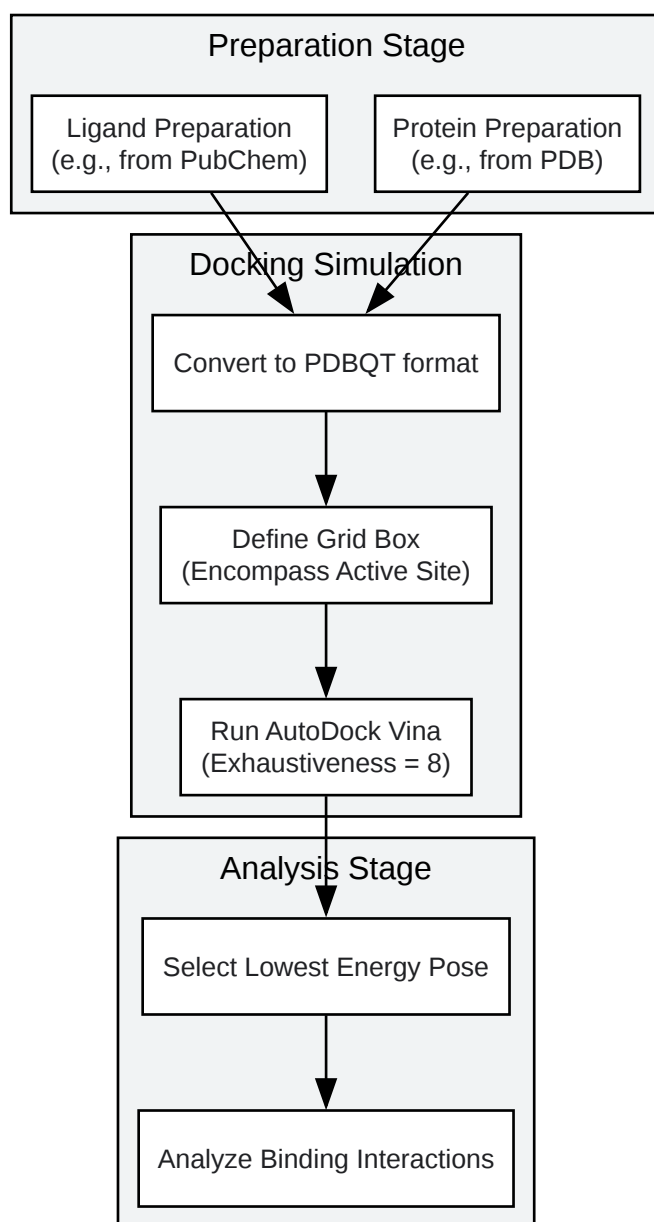 Preparation Stage
Ligand Preparation
(e.g., from PubChem)
Protein Preparation
(e.g., from PDB)
Docking Simulation
Convert to PDBQT format
Define Grid Box
(Encompass Active Site)
Run AutoDock Vina
(Exhaustiveness = 8)
Analysis Stage
Select Lowest Energy Pose
Analyze Binding Interactions